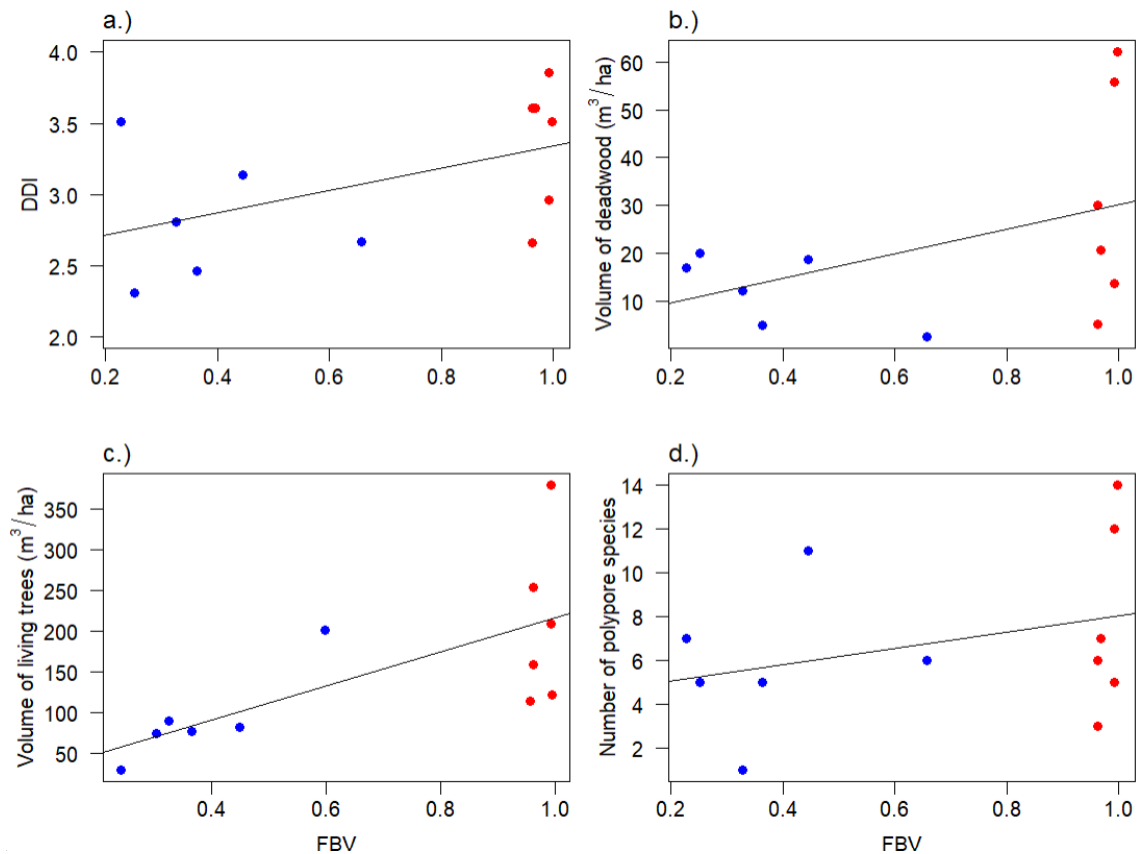 a.)
4.0
3.5
3.0
2.5
2.0
DDI
0.2 0.4 0.6 0.8 1.0
b.)
60
50
40
30
20
10
Volume of deadwood (m³/ha)
0.2 0.4 0.6 0.8 1.0
c.)
350
300
250
200
150
100
50
Volume of living trees (m³/ha)
0.4 0.6 0.8 1.0
FBV
d.)
14
12
10
8
6
4
2
Number of polypore species
0.2 0.4 0.6 0.8 1.0
FBV